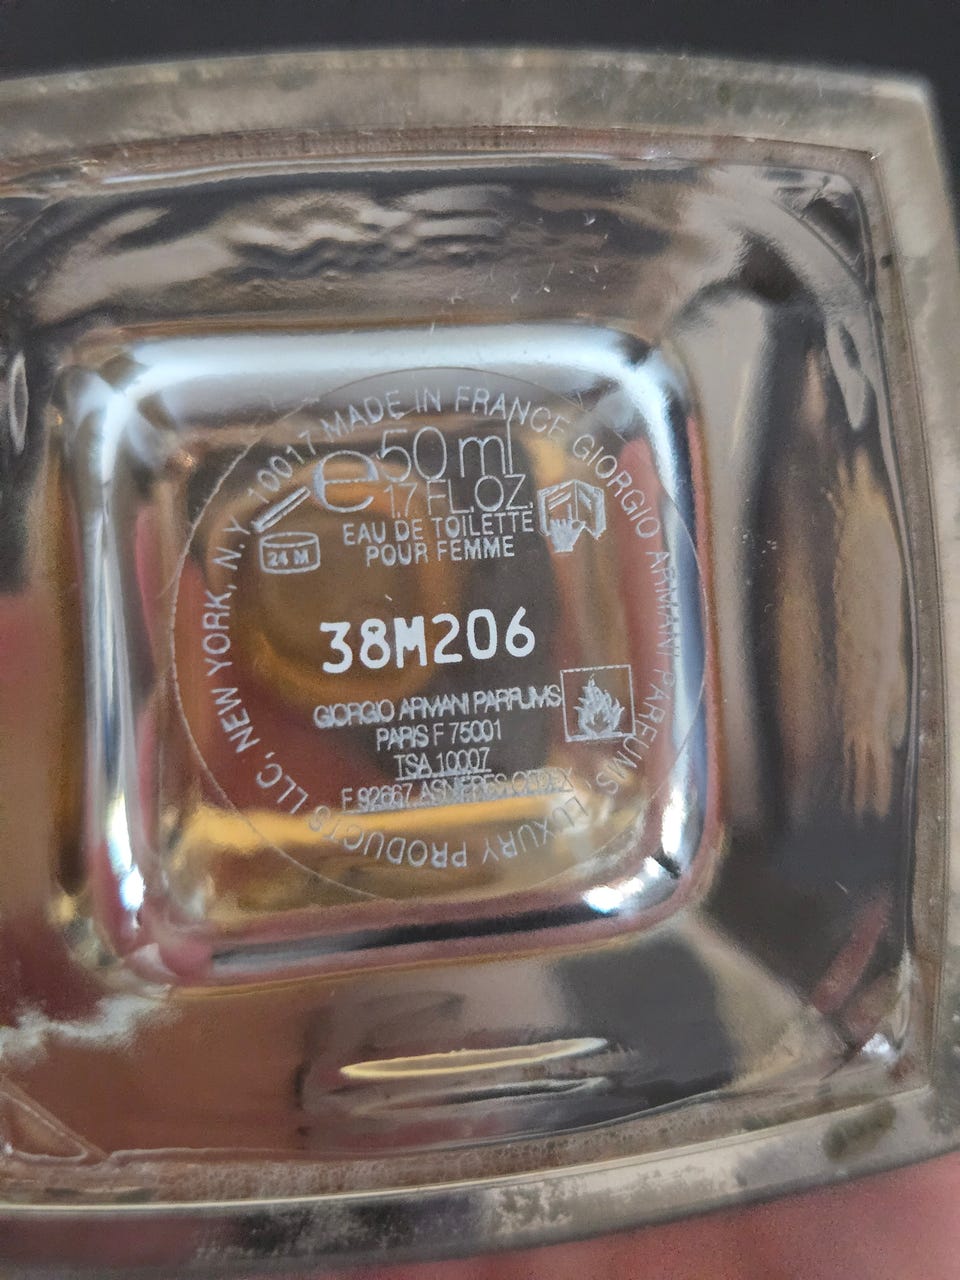 MADE IN FRANCE GIORGIO ARMANI PARFUMS, LUXURY PRODUCTS LLC, NEW YORK, N.Y. 10017
e 50 ml
1.7 FL.OZ.
EAU DE TOILETTE
POUR FEMME
24 M
38M206
GIORGIO ARMANI PARFUMS
PARIS F 75001
TSA 10007
F 92667 ASNIERES CEDEX